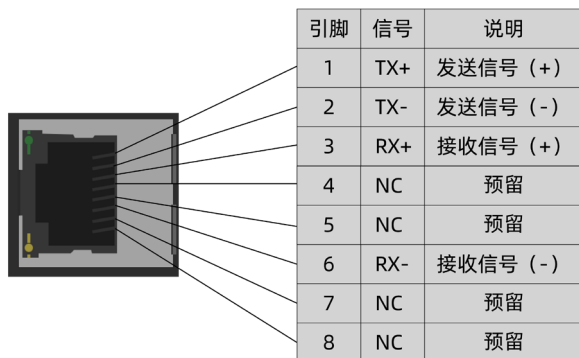 引脚 信号 说明
1 TX+ 发送信号（+）
2 TX- 发送信号（-）
3 RX+ 接收信号（+）
4 NC 预留
5 NC 预留
6 RX- 接收信号（-）
7 NC 预留
8 NC 预留